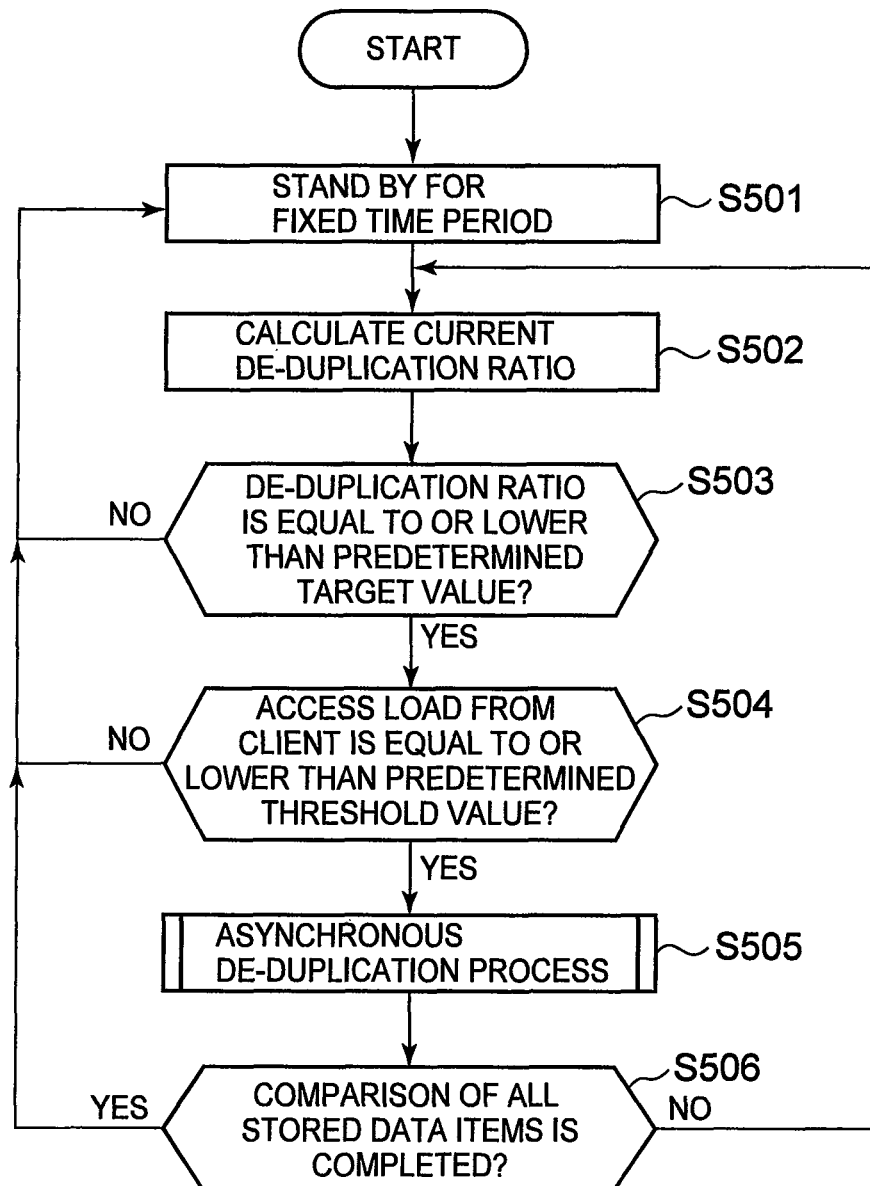 START
STAND BY FOR
FIXED TIME PERIOD
S501
CALCULATE CURRENT
DE-DUPLICATION RATIO
S502
DE-DUPLICATION RATIO
IS EQUAL TO OR LOWER
THAN PREDETERMINED
TARGET VALUE?
S503
NO
YES
ACCESS LOAD FROM
CLIENT IS EQUAL TO OR
LOWER THAN PREDETERMINED
THRESHOLD VALUE?
S504
NO
YES
ASYNCHRONOUS
DE-DUPLICATION PROCESS
S505
COMPARISON OF ALL
STORED DATA ITEMS IS
COMPLETED?
S506
YES
NO